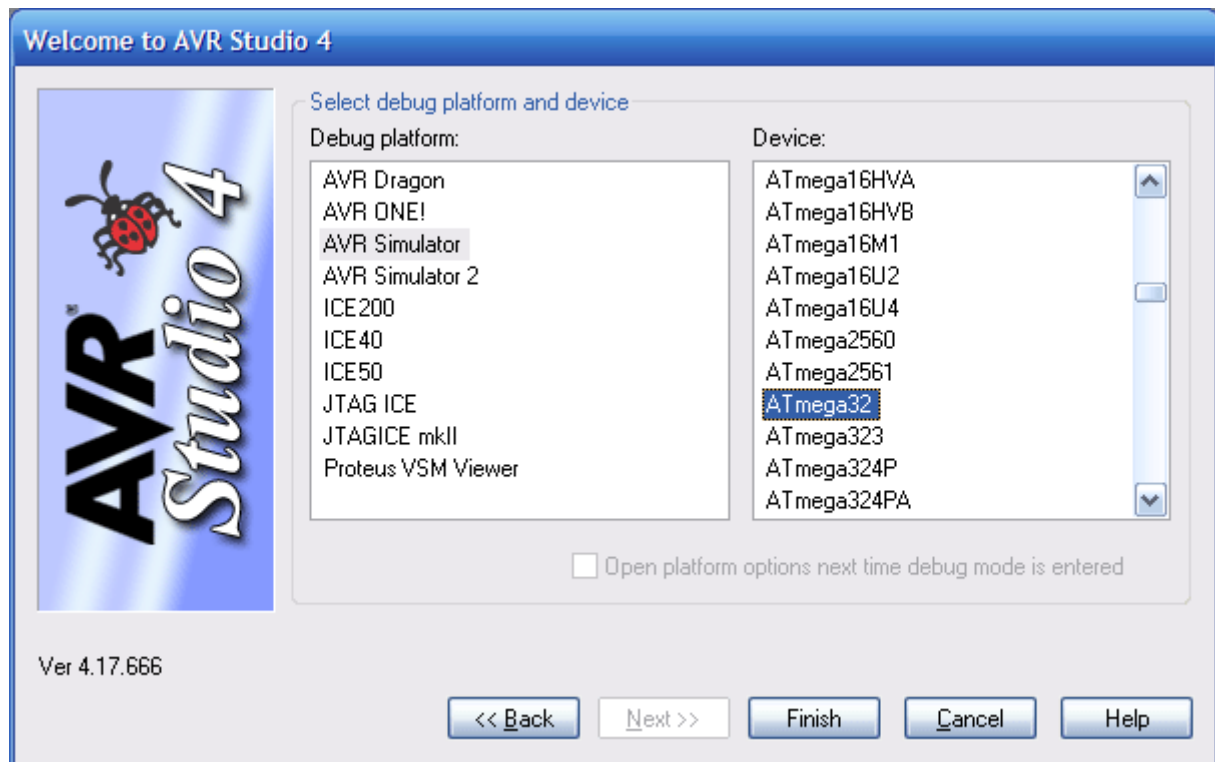 Welcome to AVR Studio 4
AVR®
Studio 4
Select debug platform and device
Debug platform:
AVR Dragon
AVR ONE!
AVR Simulator
AVR Simulator 2
ICE200
ICE40
ICE50
JTAG ICE
JTAGICE mkII
Proteus VSM Viewer
Device:
ATmega16HVA
ATmega16HVB
ATmega16M1
ATmega16U2
ATmega16U4
ATmega2560
ATmega2561
ATmega32
ATmega323
ATmega324P
ATmega324PA
Open platform options next time debug mode is entered
Ver 4.17.666
<< Back
Next >>
Finish
Cancel
Help